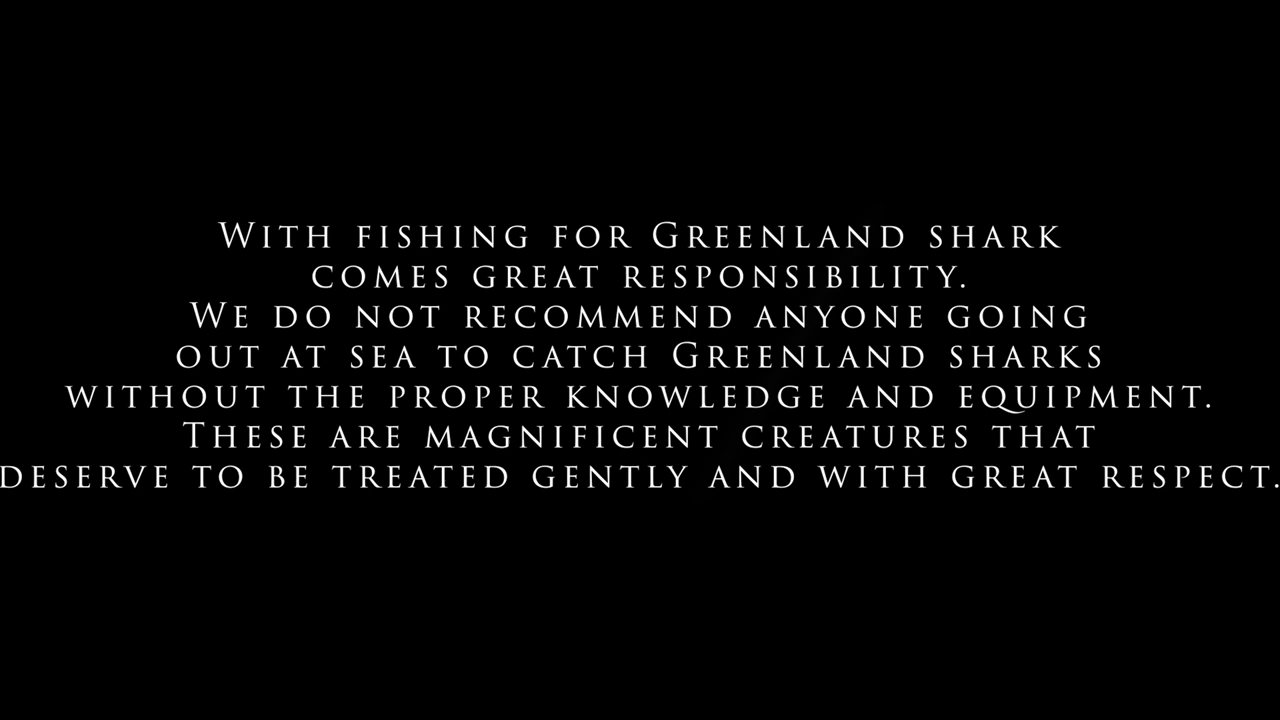 With fishing for Greenland shark
comes great responsibility.
We do not recommend anyone going
out at sea to catch Greenland sharks
without the proper knowledge and equipment.
These are magnificent creatures that
deserve to be treated gently and with great respect.